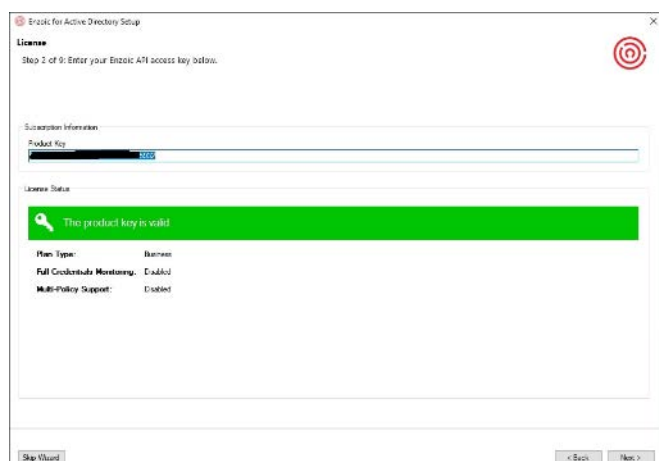 Enzoic for Active Directory Setup
License
Step 2 of 9: Enter your Enzoic API access key below.
Subscription Information
Product Key
License Status
The product key is valid
Plan Type: Business
Full Credentials Monitoring: Disabled
Multi-Policy Support: Disabled
Skip Wizard
< Back
Next >